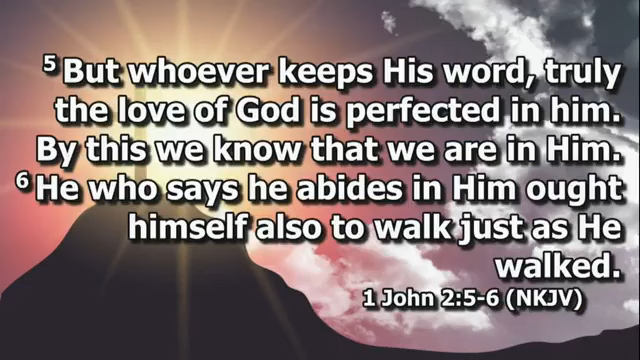 5 But whoever keeps His word, truly
the love of God is perfected in him.
By this we know that we are in Him.
6 He who says he abides in Him ought
himself also to walk just as He
walked.
1 John 2:5-6 (NKJV)